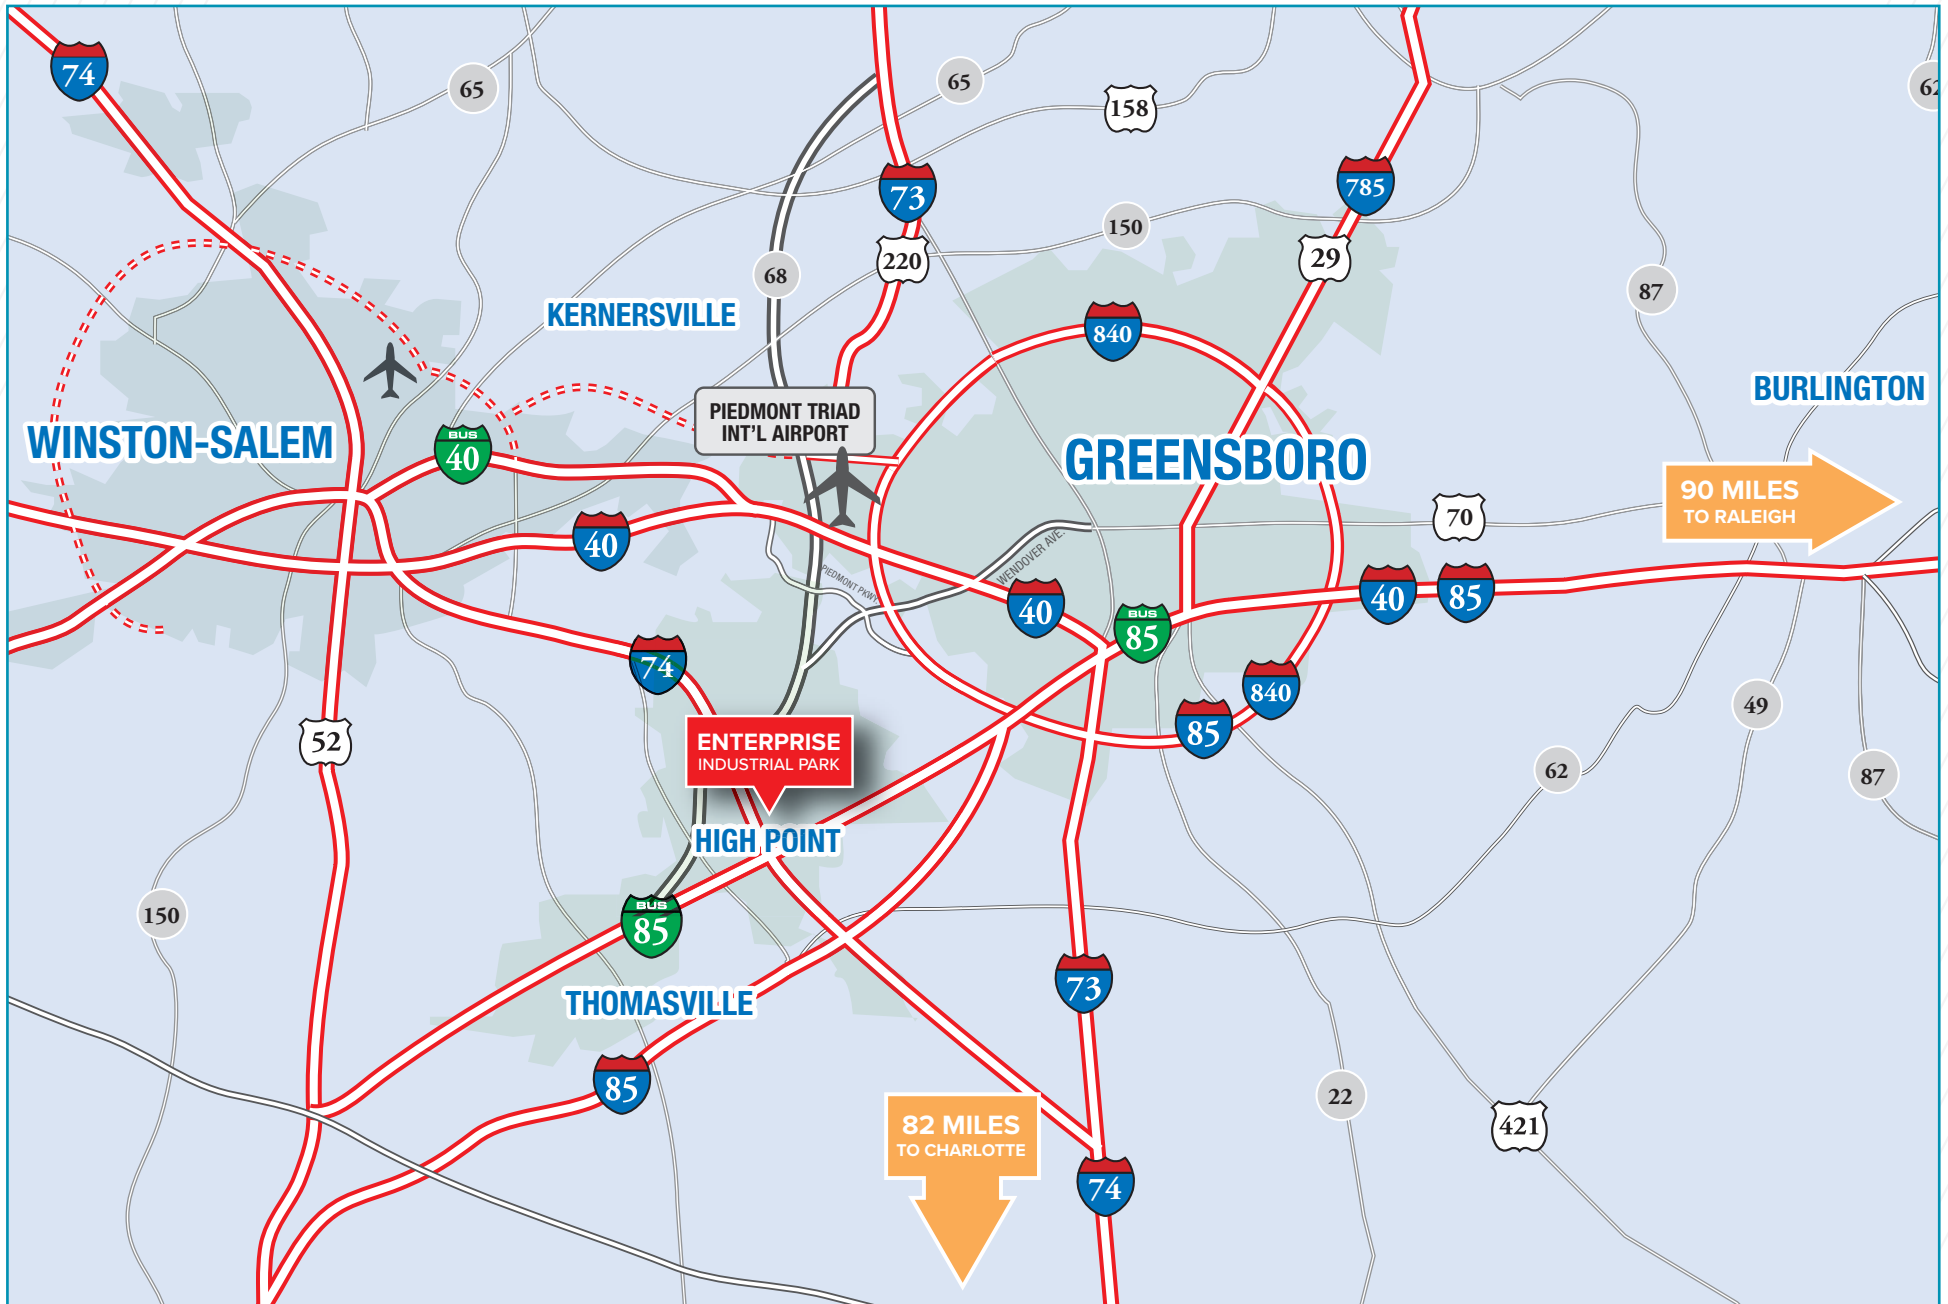 74
65
65
158
62
73
785
150
220
29
68
87
KERNERSVILLE
840
BURLINGTON
PIEDMONT TRIAD
INT'L AIRPORT
WINSTON-SALEM
BUS
40
GREENSBORO
90 MILES
TO RALEIGH
70
40
WENDOVER AVE.
PIEDMONT PKWY.
40
40
85
BUS
85
74
840
85
49
52
ENTERPRISE
INDUSTRIAL PARK
62
87
HIGH POINT
150
BUS
85
73
THOMASVILLE
85
22
82 MILES
TO CHARLOTTE
421
74